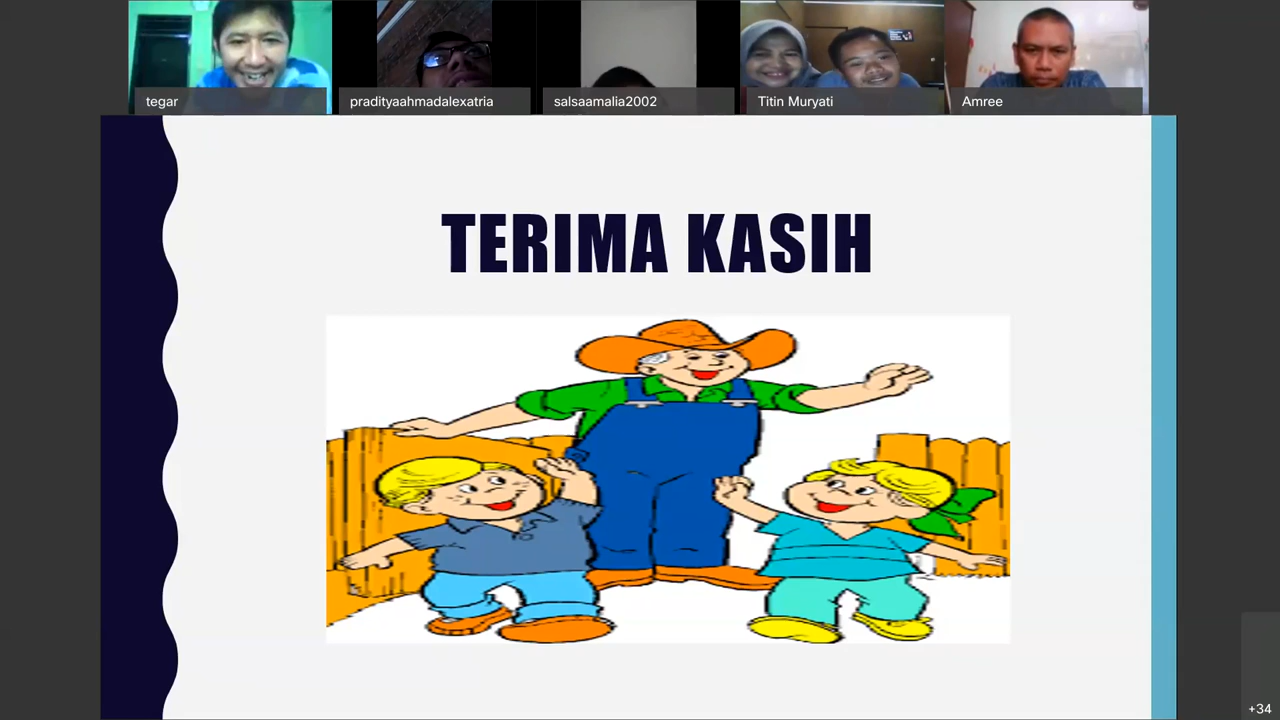 tegar
pradityaahmadalexatria
salsaamalia2002
Titin Muryati
Amree
TERIMA KASIH
+34